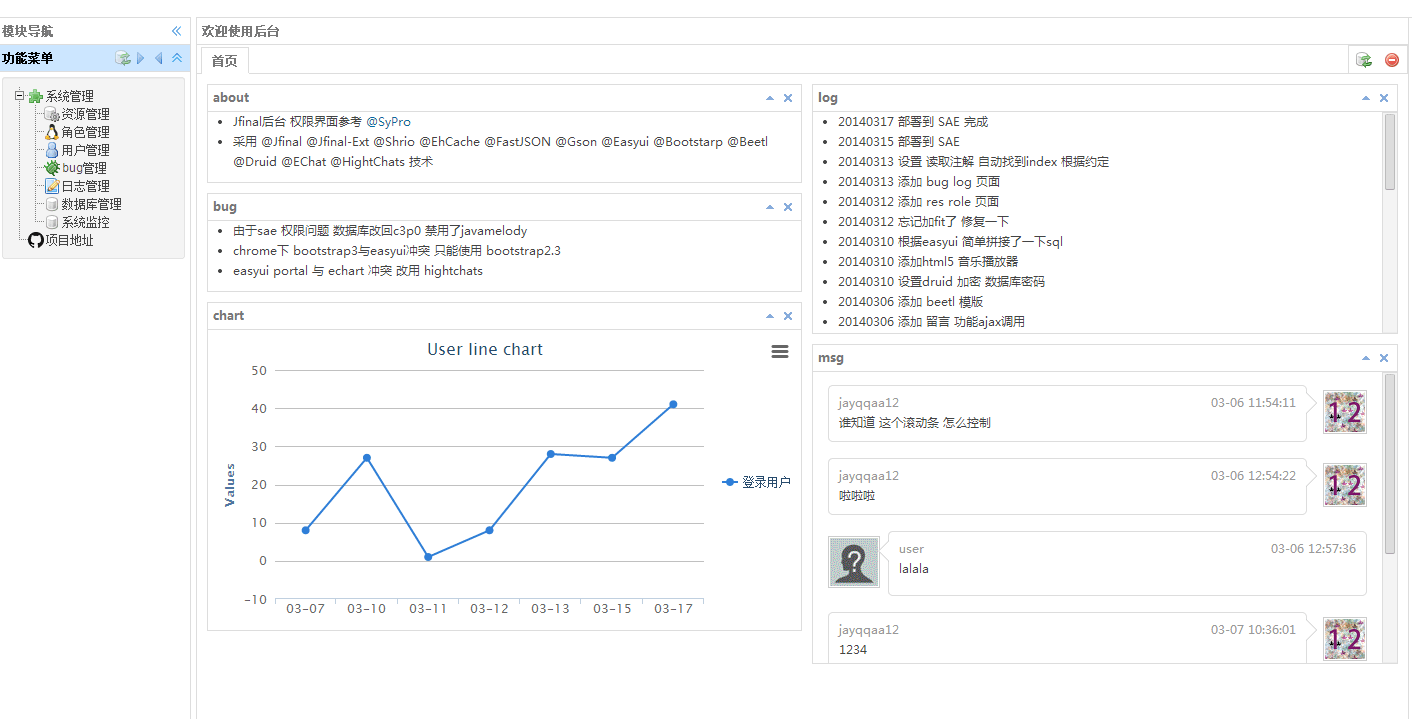 模块导航
功能菜单
系统管理
资源管理
角色管理
用户管理
bug管理
日志管理
数据库管理
系统监控
项目地址
欢迎使用后台
首页
about
Jfinal后台 权限界面参考 @SyPro
采用 @Jfinal @Jfinal-Ext @Shrio @EhCache @FastJSON @Gson @Easyui @Bootstarp @Beetl
@Druid @EChat @HightChats 技术
bug
由于sae 权限问题 数据库改回c3p0 禁用了javamelody
chrome下 bootstrap3与easyui冲突 只能使用 bootstrap2.3
easyui portal 与 echart 冲突 改用 hightchats
chart
User line chart
50
40
30
20
10
0
-10
Values
03-07 03-10 03-11 03-12 03-13 03-15 03-17
登录用户
log
20140317 部署到 SAE 完成
20140315 部署到 SAE
20140313 设置 读取注解 自动找到index 根据约定
20140313 添加 bug log 页面
20140312 添加 res role 页面
20140312 忘记加fit了 修复一下
20140310 根据easyui 简单拼接了一下sql
20140310 添加html5 音乐播放器
20140310 设置druid 加密 数据库密码
20140306 添加 beetl 模版
20140306 添加 留言 功能ajax调用
msg
jayqqaa12 03-06 11:54:11
谁知道 这个滚动条 怎么控制
12
jayqqaa12 03-06 12:54:22
啦啦啦
12
user 03-06 12:57:36
lalala
?
jayqqaa12 03-07 10:36:01
1234
12